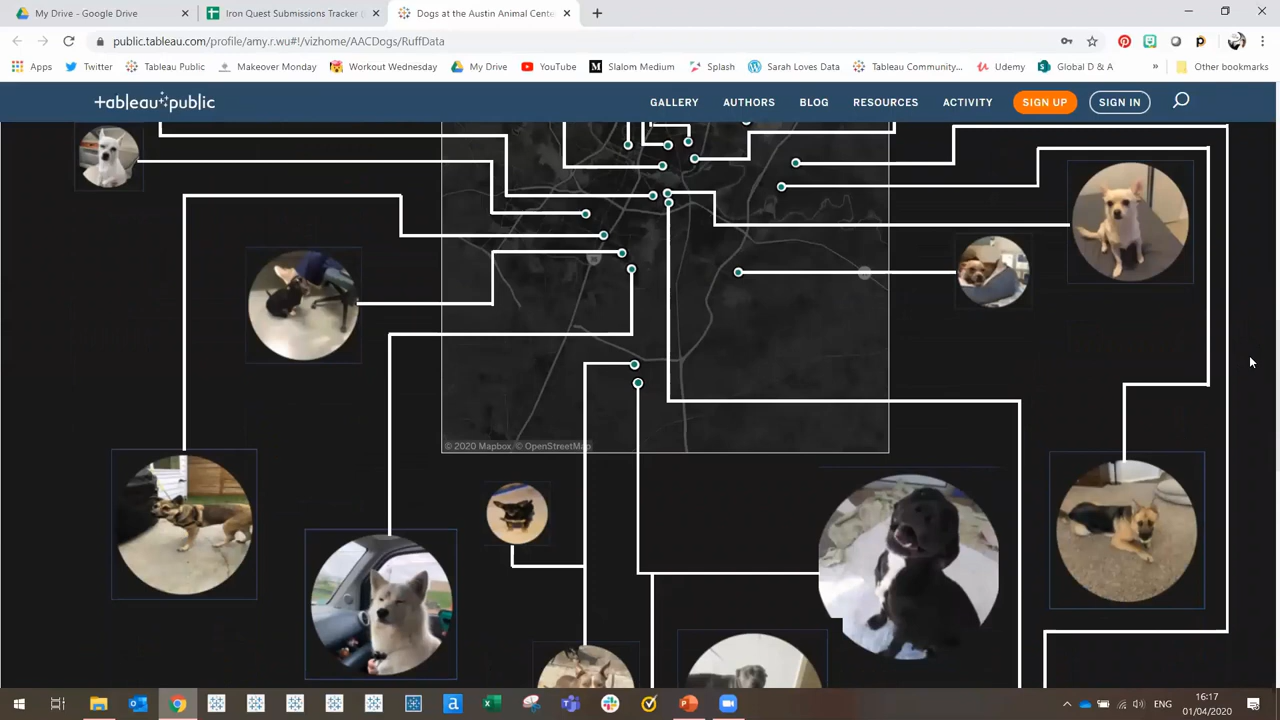 My Drive - Google Drive
Iron Quest Submissions Tracker (
Dogs at the Austin Animal Cente
public.tableau.com/profile/amy.r.wu#!/vizhome/AACDogs/RuffData
Apps
Twitter
Tableau Public
Makeover Monday
Workout Wednesday
My Drive
YouTube
Slalom Medium
Splash
Sarah Loves Data
Tableau Community...
Udemy
Global D & A
»
Other bookmarks
+ableau public
GALLERY
AUTHORS
BLOG
RESOURCES
ACTIVITY
SIGN UP
SIGN IN
© 2020 Mapbox © OpenStreetMap
ENG
16:17
01/04/2020